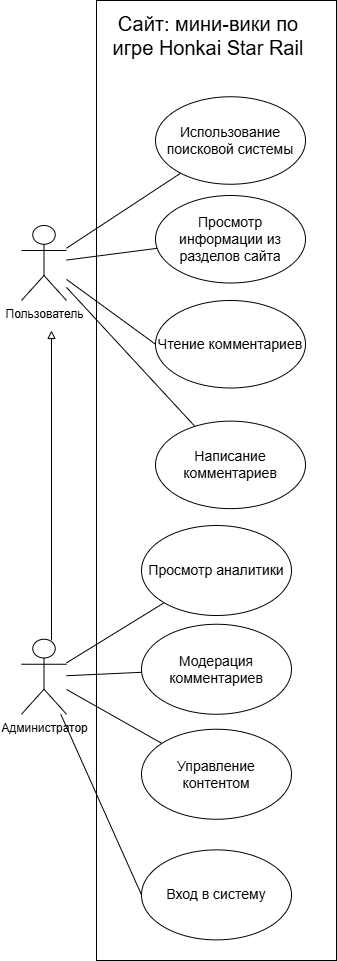 Сайт: мини-вики по
игре Honkai Star Rail
Использование
поисковой системы
Просмотр
информации из
разделов сайта
Пользователь
Чтение комментариев
Написание
комментариев
Просмотр аналитики
Модерация
комментариев
Администратор
Управление
контентом
Вход в систему